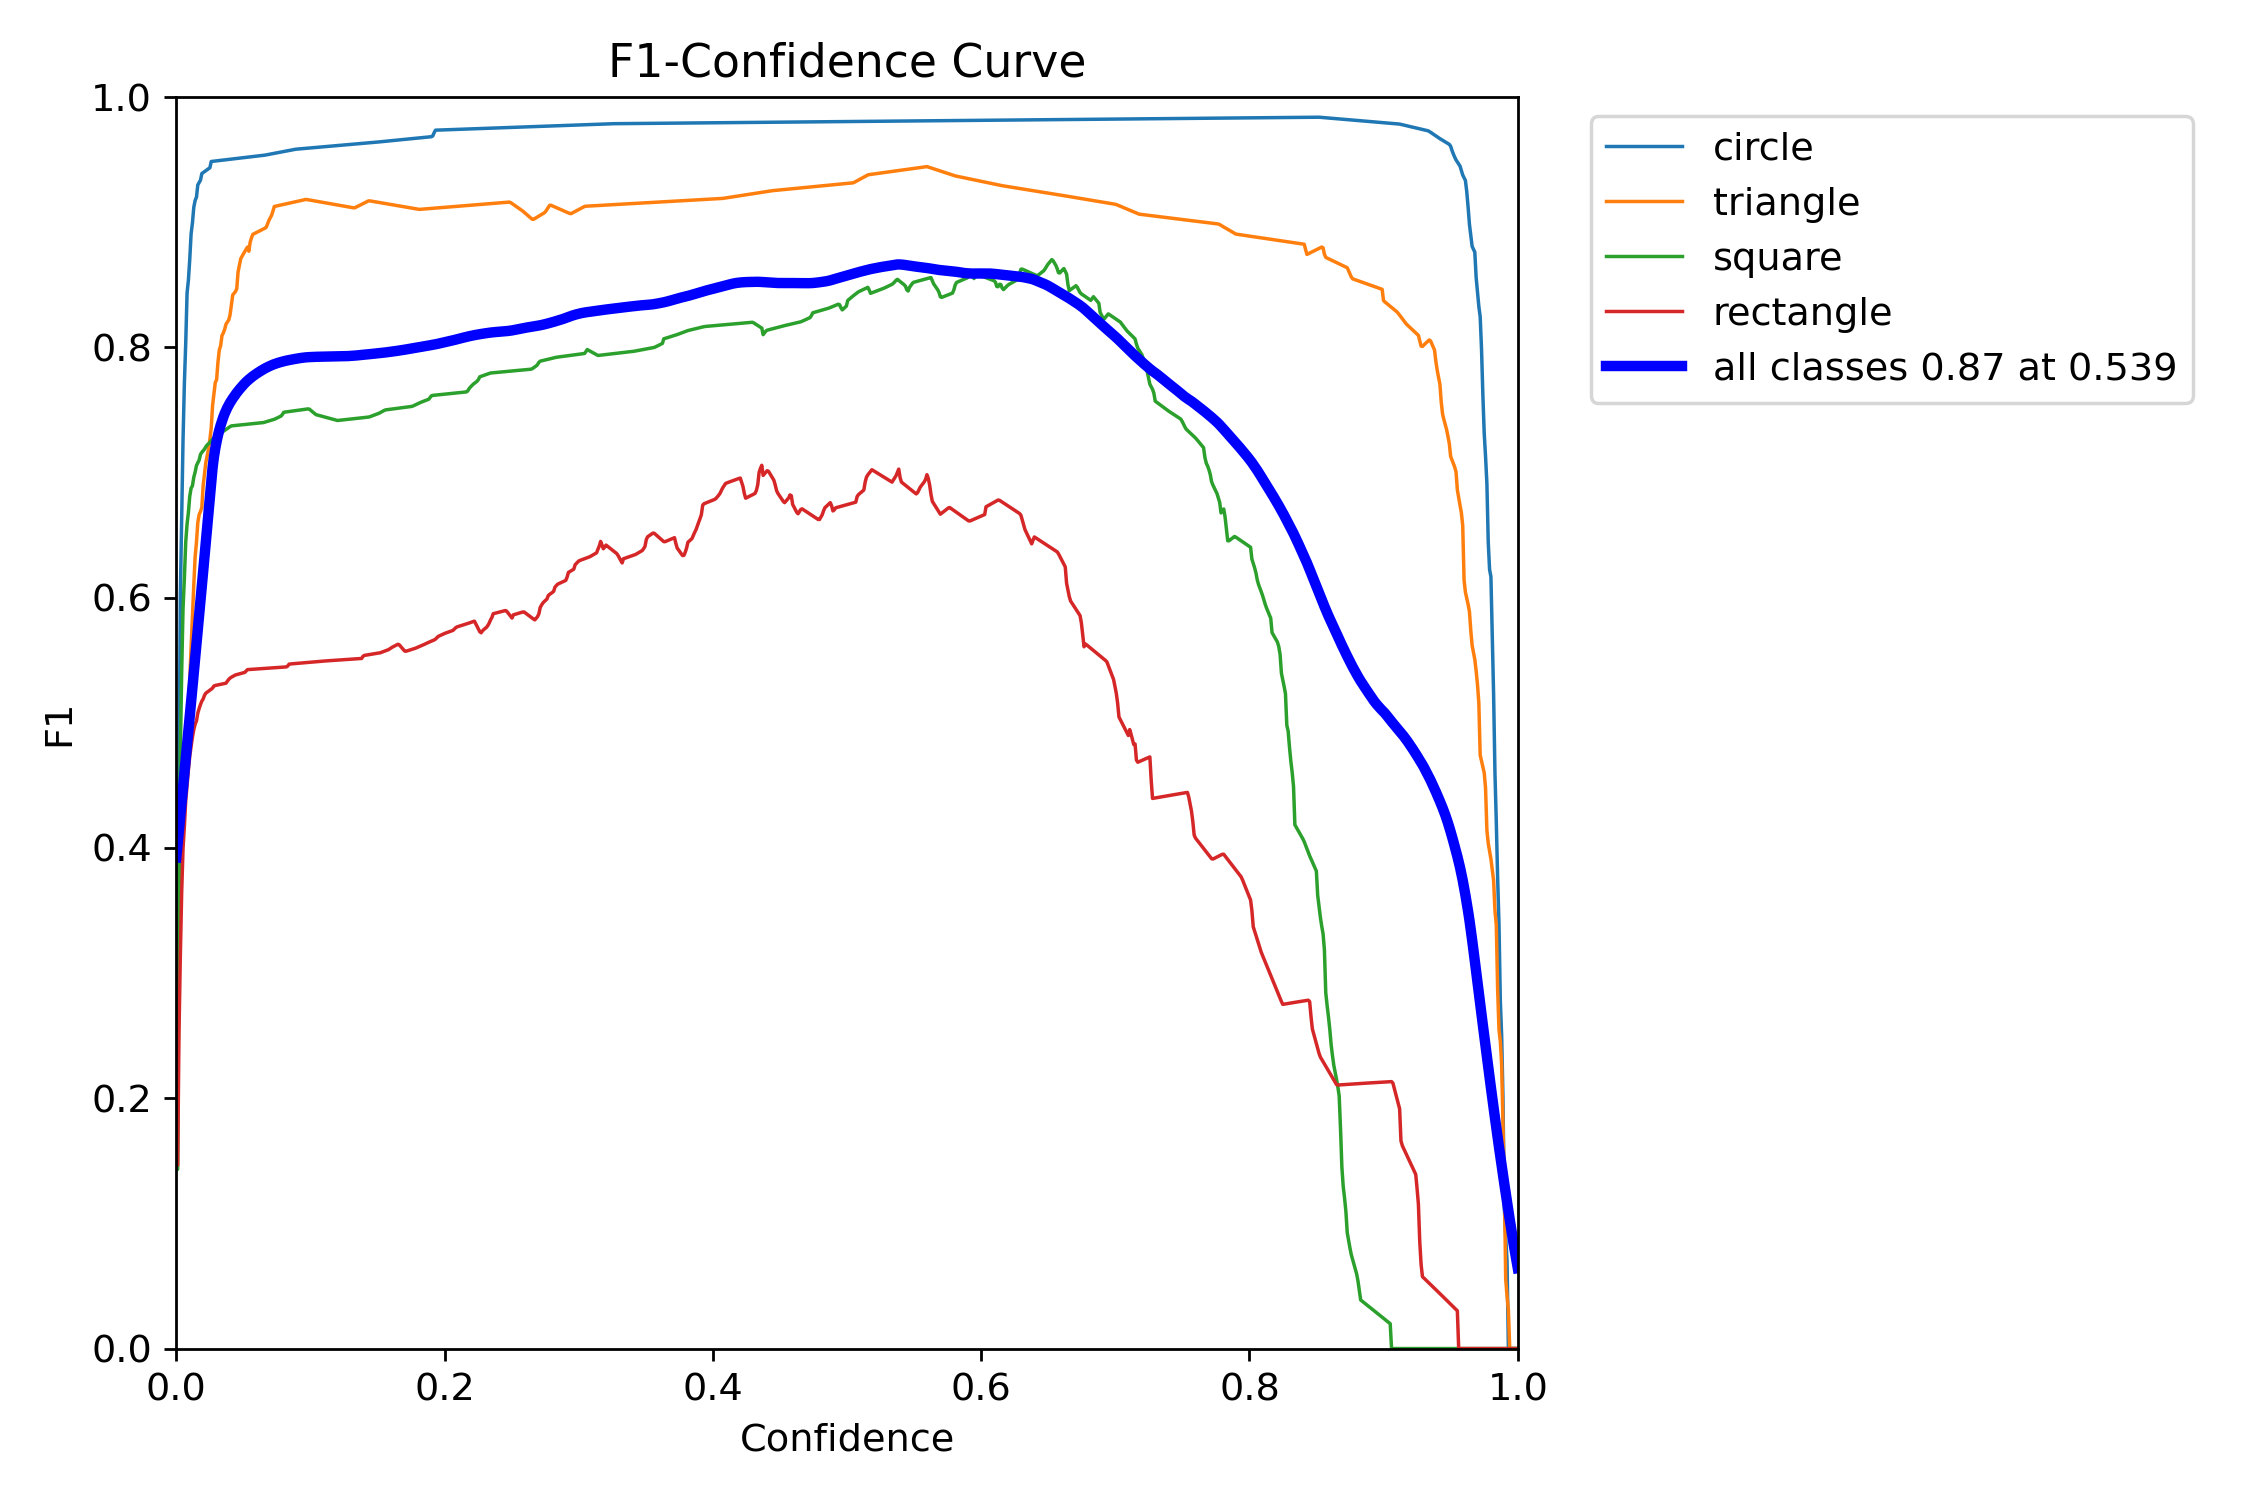 F1-Confidence Curve
1.0
0.8
0.6
0.4
0.2
0.0
F1
0.0 0.2 0.4 0.6 0.8 1.0
Confidence
circle
triangle
square
rectangle
all classes 0.87 at 0.539